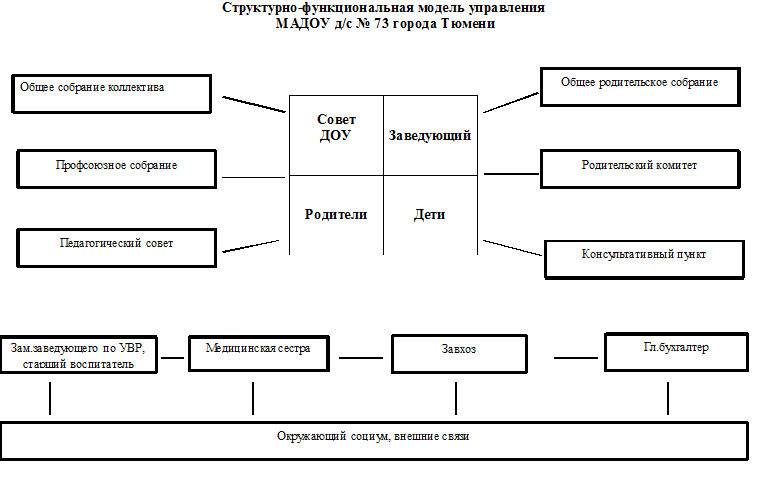 Структурно-функциональная модель управления
МАДОУ д/с № 73 города Тюмени
Общее собрание коллектива
Общее родительское собрание
Совет
ДОУ
Заведующий
Профсоюзное собрание
Родительский комитет
Родители
Дети
Педагогический совет
Консультативный пункт
Зам.заведующего по УВР,
старший воспитатель
Медицинская сестра
Завхоз
Гл.бухгалтер
Окружающий социум, внешние связи